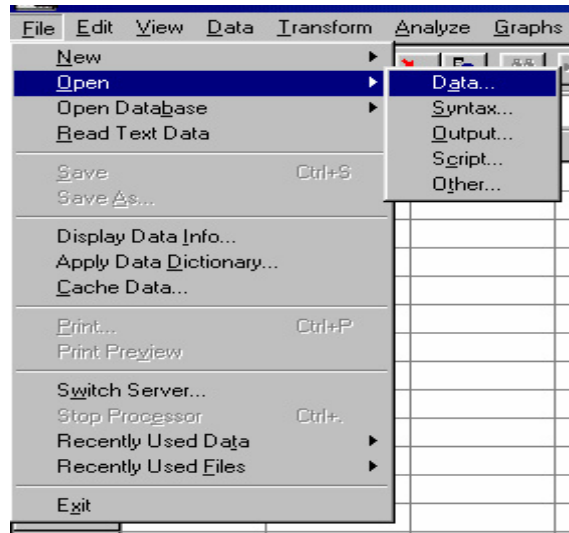 File Edit View Data Transform Analyze Graphs
New
Open
Open Database
Read Text Data
Save Ctrl+S
Save As...
Display Data Info...
Apply Data Dictionary...
Cache Data...
Print... Ctrl+P
Print Preview
Switch Server...
Stop Processor Ctrl+.
Recently Used Data
Recently Used Files
Exit
Data...
Syntax...
Output...
Script...
Other...